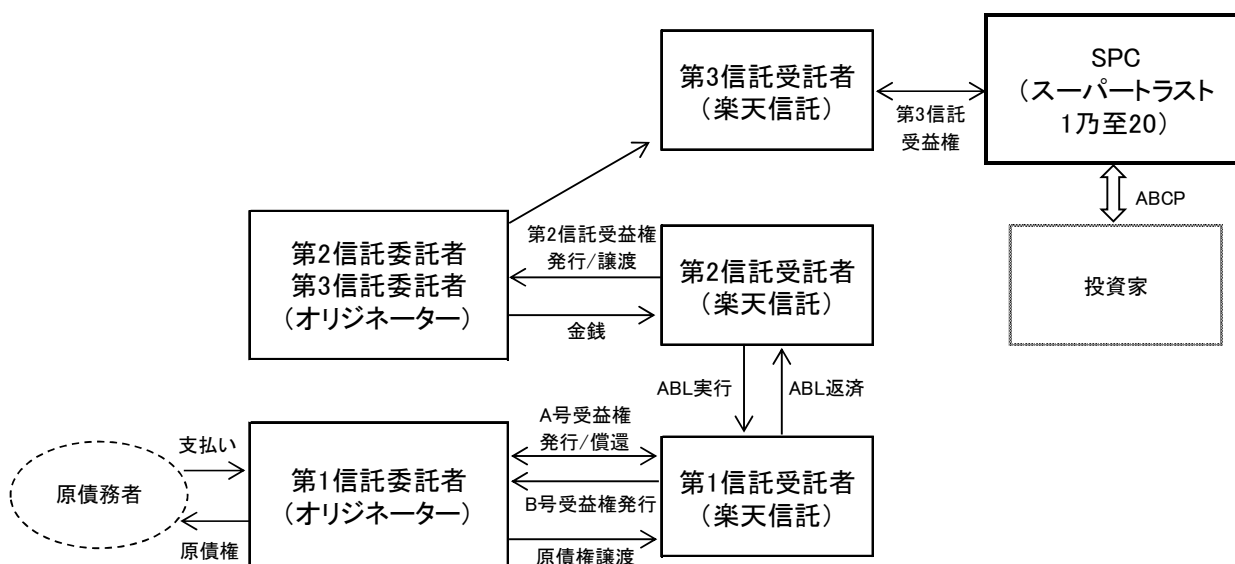 第3信託受託者
（楽天信託）
第3信託
受益権
SPC
（スーパートラスト
1乃至20）
ABCP
投資家
第2信託委託者
第3信託委託者
（オリジネーター）
第2信託受益権
発行/譲渡
金銭
第2信託受託者
（楽天信託）
ABL実行
ABL返済
原債務者
支払い
原債権
第1信託委託者
（オリジネーター）
A号受益権
発行/償還
B号受益権発行
原債権譲渡
第1信託受託者
（楽天信託）